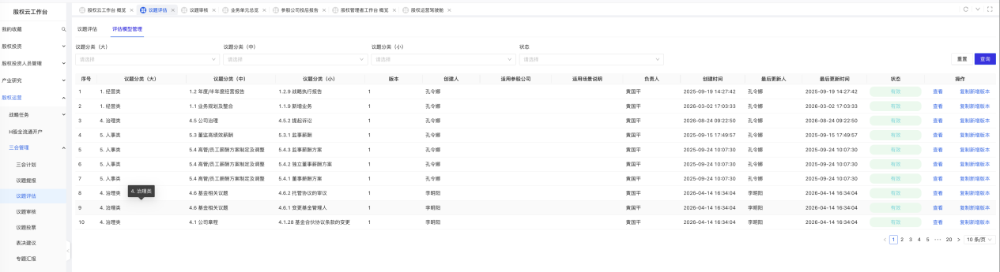 股权云工作台
股权云工作台 概览 × 议题评估 × 议题审核 × 业务单元总览 × 参股公司投后报告 × 股权管理者工作台 概览 × 股权运营驾驶舱 ×
我的收藏
股权投资
股权投资人员管理
产业研究
股权运营
战略任务
H股全流通开户
三会管理
三会计划
议题提报
议题评估
议题审核
议题投票
表决建议
专题汇报
议题评估 评估模型管理
议题分类（大） 议题分类（中） 议题分类（小） 状态
请选择 请选择 请选择 请选择 重置 查询
序号 议题分类（大） 议题分类（中） 议题分类（小） 版本 创建人 适用参股公司 适用场景说明 负责人 创建时间 最后更新人 最后更新时间 状态 操作
1 1. 经营类 1.2 年度/半年度经营报告 1.2.9 战略执行报告 1 孔令娜 黄国平 2025-09-19 14:27:42 孔令娜 2025-09-19 14:27:42 有效 查看 复制新增版本
2 1. 经营类 1.1 业务规划及整合 1.1.9 新增业务 1 孔令娜 黄国平 2026-03-02 17:03:33 孔令娜 2026-03-02 17:03:33 有效 查看 复制新增版本
3 4. 治理类 4.5 公司治理 4.5.2 提起诉讼 1 孔令娜 黄国平 2026-08-24 09:22:50 孔令娜 2026-08-24 09:22:50 有效 查看 复制新增版本
4 5. 人事类 5.3 董监高绩效薪酬 5.3.1 监事薪酬 1 孔令娜 黄国平 2025-09-15 17:49:57 孔令娜 2025-09-15 17:49:57 有效 查看 复制新增版本
5 5. 人事类 5.4 高管/员工薪酬方案制定及调整 5.4.3 监事薪酬方案 1 孔令娜 黄国平 2025-09-24 10:07:30 孔令娜 2025-09-24 10:07:30 有效 查看 复制新增版本
6 5. 人事类 5.4 高管/员工薪酬方案制定及调整 5.4.2 独立董事薪酬方案 1 孔令娜 黄国平 2025-09-24 10:07:30 孔令娜 2025-09-24 10:07:30 有效 查看 复制新增版本
7 5. 人事类 5.4 高管/员工薪酬方案制定及调整 5.4.1 董事薪酬方案 1 孔令娜 黄国平 2025-09-24 10:07:30 孔令娜 2025-09-24 10:07:30 有效 查看 复制新增版本
4. 治理类
8 4. 治理类 4.6 基金相关议题 4.6.2 托管协议的审议 1 李明阳 黄国平 2026-04-14 16:34:04 李明阳 2026-04-14 16:34:04 有效 查看 复制新增版本
9 4. 治理类 4.6 基金相关议题 4.6.1 变更基金管理人 1 李明阳 黄国平 2026-04-14 16:34:04 李明阳 2026-04-14 16:34:04 有效 查看 复制新增版本
10 4. 治理类 4.1 公司章程 4.1.28 基金合伙协议条款的变更 1 李明阳 黄国平 2026-04-14 16:34:04 李明阳 2026-04-14 16:34:04 有效 查看 复制新增版本
< 1 2 3 4 5 ··· 20 > 10 条/页